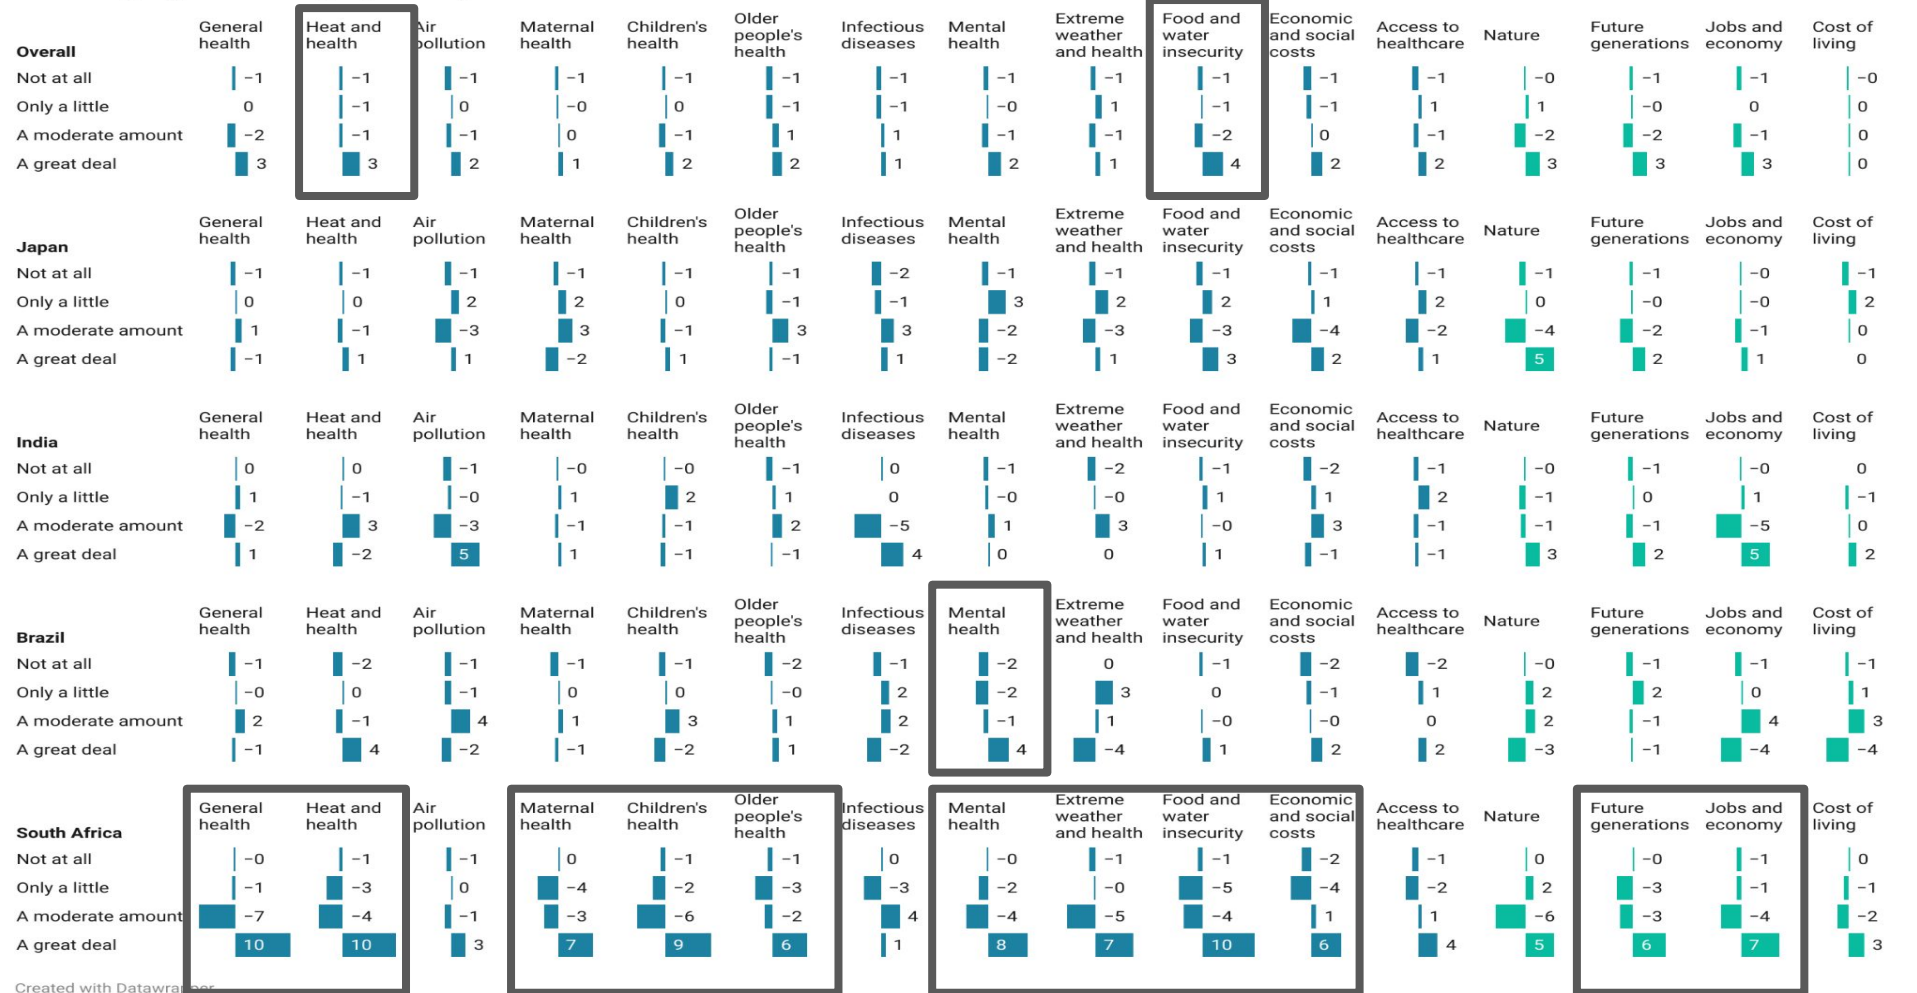 General health Heat and health Air pollution Maternal health Children's health Older people's health Infectious diseases Mental health Extreme weather and health Food and water insecurity Economic and social costs Access to healthcare Nature Future generations Jobs and economy Cost of living
Overall
Not at all −1 −1 −1 −1 −1 −1 −1 −1 −1 −1 −1 −1 −0 −1 −1 −0
Only a little 0 −1 0 −0 0 −1 −1 −0 1 −1 −1 1 1 −0 0 0
A moderate amount −2 −1 −1 0 −1 1 1 −1 −1 −2 0 −1 −2 −2 −1 0
A great deal 3 3 2 1 2 2 1 2 1 4 2 2 3 3 3 0
General health Heat and health Air pollution Maternal health Children's health Older people's health Infectious diseases Mental health Extreme weather and health Food and water insecurity Economic and social costs Access to healthcare Nature Future generations Jobs and economy Cost of living
Japan
Not at all −1 −1 −1 −1 −1 −1 −2 −1 −1 −1 −1 −1 −1 −1 −0 −1
Only a little 0 0 2 2 0 −1 −1 3 2 2 1 2 0 −0 −0 2
A moderate amount 1 −1 −3 3 −1 3 3 −2 −3 −3 −4 −2 −4 −2 −1 0
A great deal −1 1 1 −2 1 −1 1 −2 1 3 2 1 5 2 1 0
General health Heat and health Air pollution Maternal health Children's health Older people's health Infectious diseases Mental health Extreme weather and health Food and water insecurity Economic and social costs Access to healthcare Nature Future generations Jobs and economy Cost of living
India
Not at all 0 0 −1 −0 −0 −1 0 −1 −2 −1 −2 −1 −0 −1 −0 0
Only a little 1 −1 −0 1 2 1 0 −0 −0 1 1 2 −1 0 1 −1
A moderate amount −2 3 −3 −1 −1 2 −5 1 3 −0 3 −1 −1 −1 −5 0
A great deal 1 −2 5 1 −1 −1 4 0 0 1 −1 −1 3 2 5 2
General health Heat and health Air pollution Maternal health Children's health Older people's health Infectious diseases Mental health Extreme weather and health Food and water insecurity Economic and social costs Access to healthcare Nature Future generations Jobs and economy Cost of living
Brazil
Not at all −1 −2 −1 −1 −1 −2 −1 −2 0 −1 −2 −2 −0 −1 −1 −1
Only a little −0 0 −1 0 0 −0 2 −2 3 0 −1 1 2 2 0 1
A moderate amount 2 −1 4 1 3 1 2 −1 1 −0 −0 0 2 −1 4 3
A great deal −1 4 −2 −1 −2 1 −2 4 −4 1 2 2 −3 −1 −4 −4
General health Heat and health Air pollution Maternal health Children's health Older people's health Infectious diseases Mental health Extreme weather and health Food and water insecurity Economic and social costs Access to healthcare Nature Future generations Jobs and economy Cost of living
South Africa
Not at all −0 −1 −1 0 −1 −1 0 −0 −1 −1 −2 −1 0 −0 −1 0
Only a little −1 −3 0 −4 −2 −3 −3 −2 −0 −5 −4 −2 2 −3 −1 −1
A moderate amount −7 −4 −1 −3 −6 −2 4 −4 −5 −4 1 1 −6 −3 −4 −2
A great deal 10 10 3 7 9 6 1 8 7 10 6 4 5 6 7 3
Created with Datawrapper